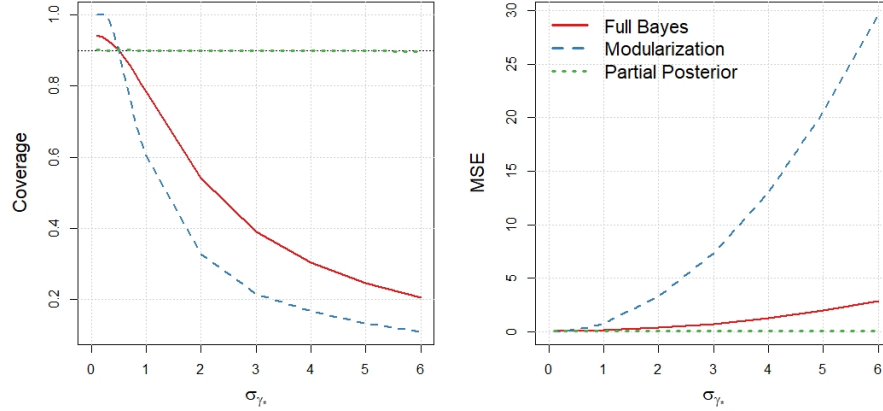 Coverage
1.0
0.8
0.6
0.4
0.2
0 1 2 3 4 5 6
σγ*
MSE
30
25
20
15
10
5
0
0 1 2 3 4 5 6
σγ*
Full Bayes
Modularization
Partial Posterior